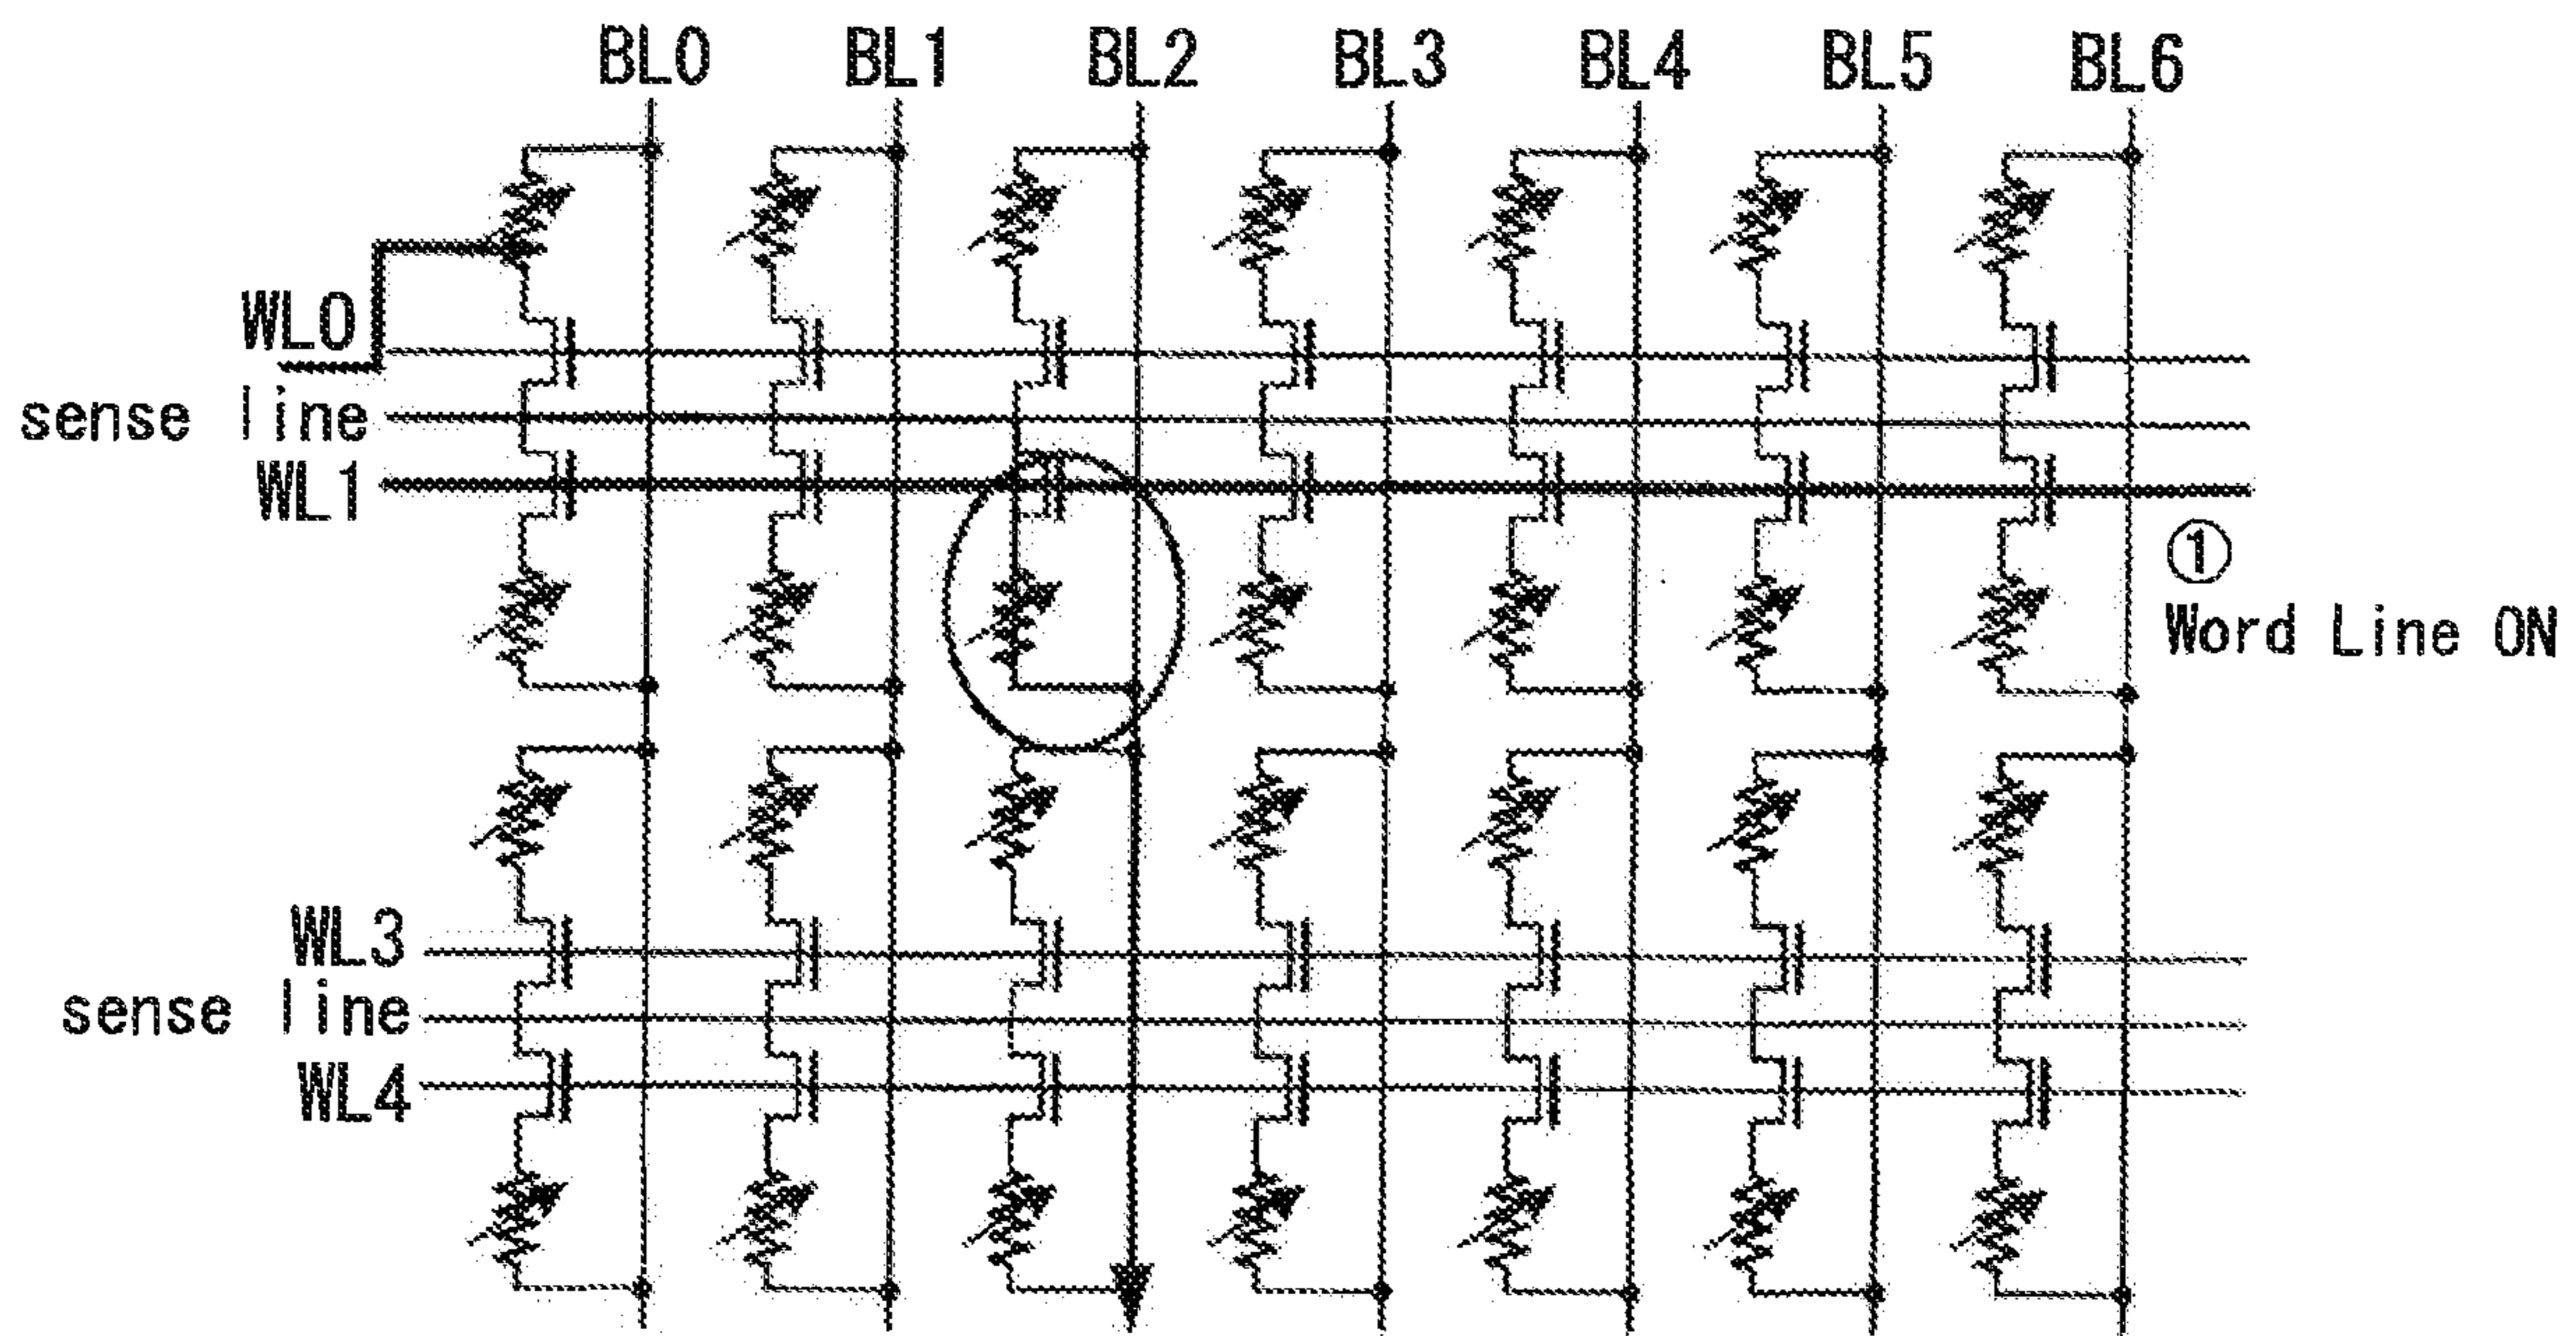 BL0 BL1 BL2 BL3 BL4 BL5 BL6
WL0
sense line
WL1
①
Word Line ON
WL3
sense line
WL4